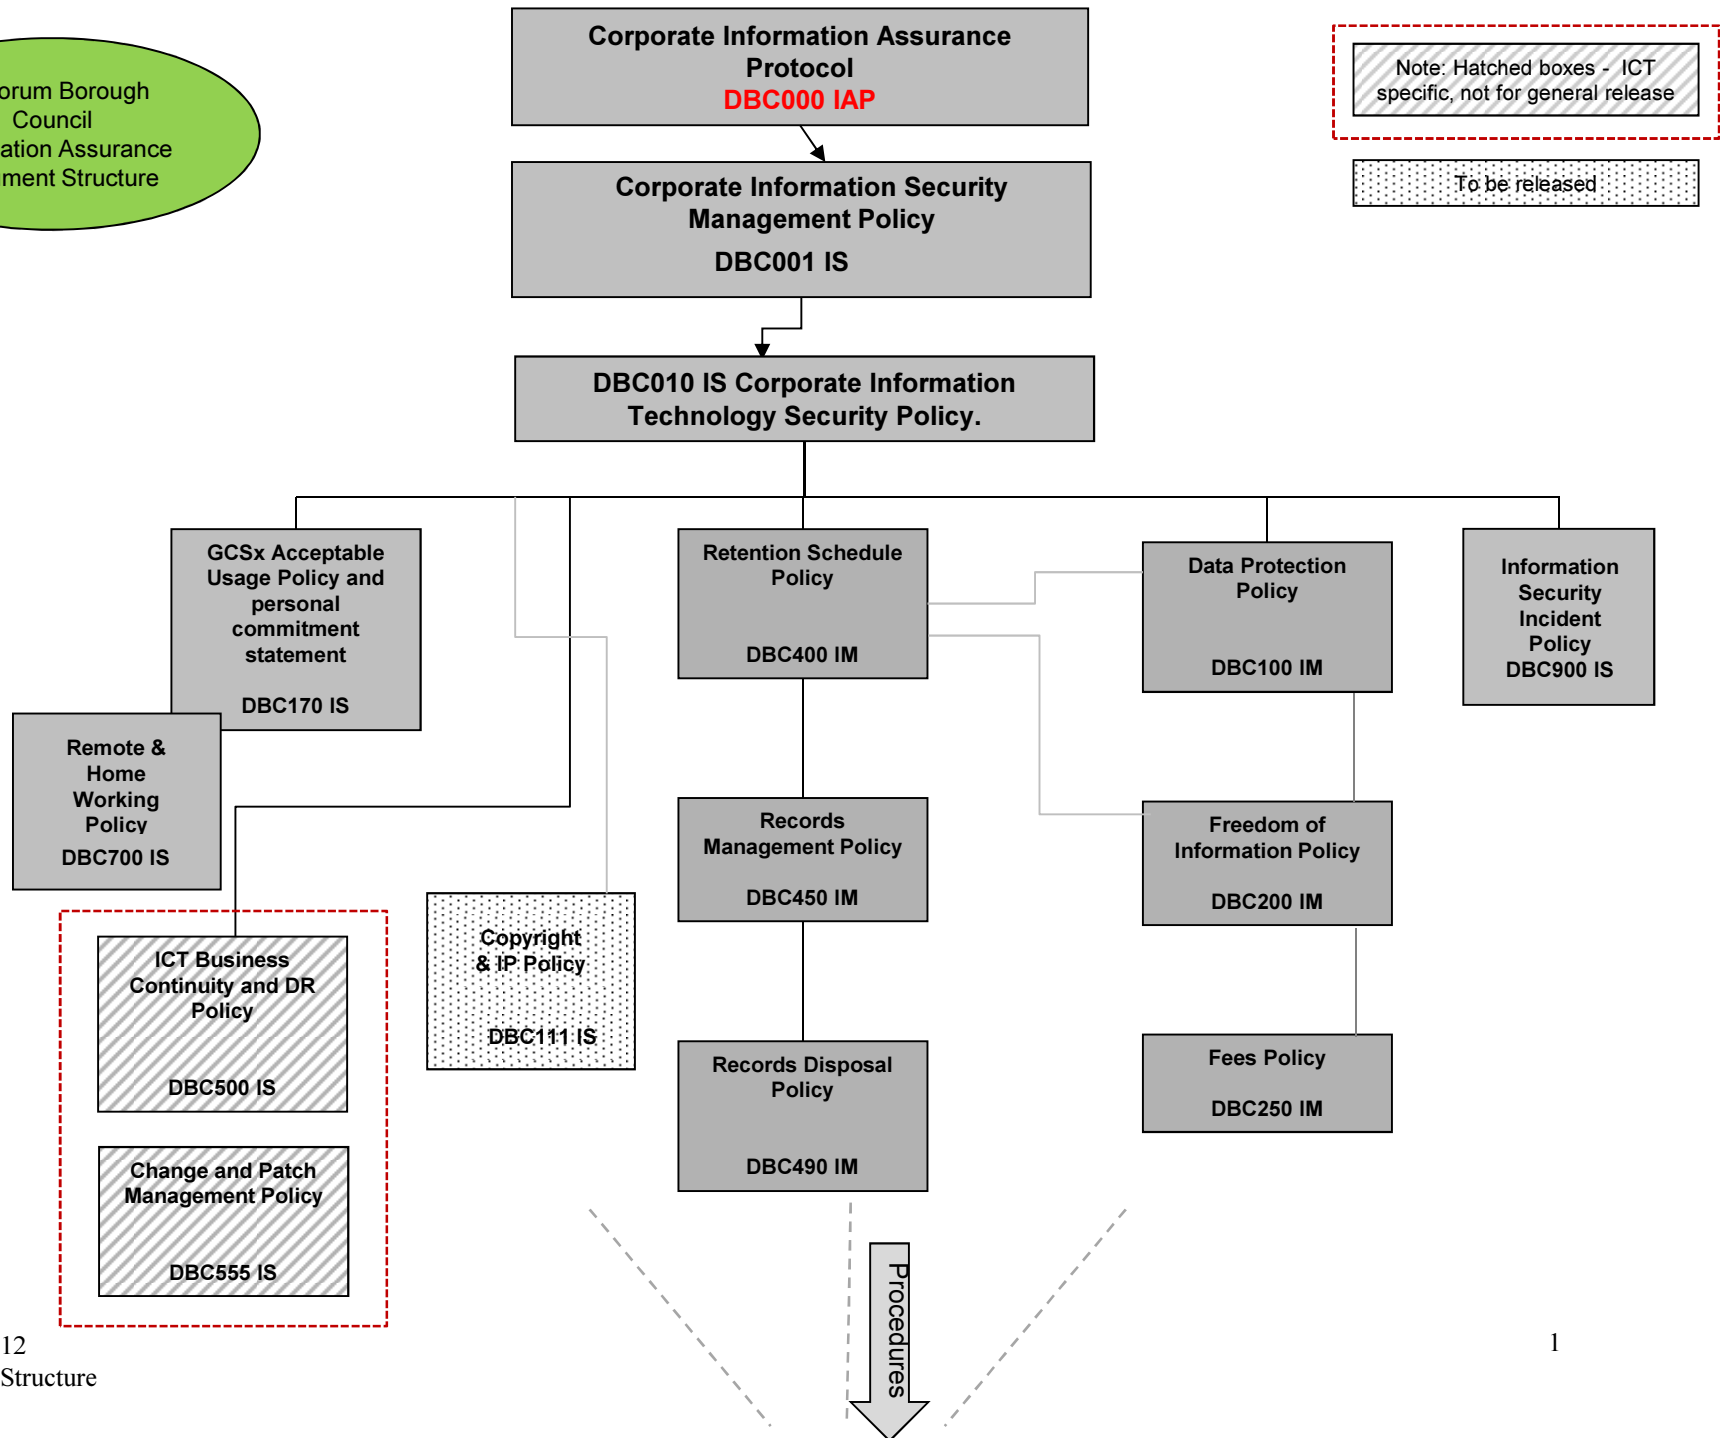 Corporate Information Assurance
Protocol
DBC000 IAP
orum Borough
Council
ation Assurance
ment Structure
Note: Hatched boxes - ICT
specific, not for general release
To be released
Corporate Information Security
Management Policy
DBC001 IS
DBC010 IS Corporate Information
Technology Security Policy.
GCSx Acceptable
Usage Policy and
personal
commitment
statement
DBC170 IS
Retention Schedule
Policy
DBC400 IM
Data Protection
Policy
DBC100 IM
Information
Security
Incident
Policy
DBC900 IS
Remote &
Home
Working
Policy
DBC700 IS
Records
Management Policy
DBC450 IM
Freedom of
Information Policy
DBC200 IM
ICT Business
Continuity and DR
Policy
DBC500 IS
Copyright
& IP Policy
DBC111 IS
Records Disposal
Policy
DBC490 IM
Fees Policy
DBC250 IM
Change and Patch
Management Policy
DBC555 IS
Procedures
12
Structure
1